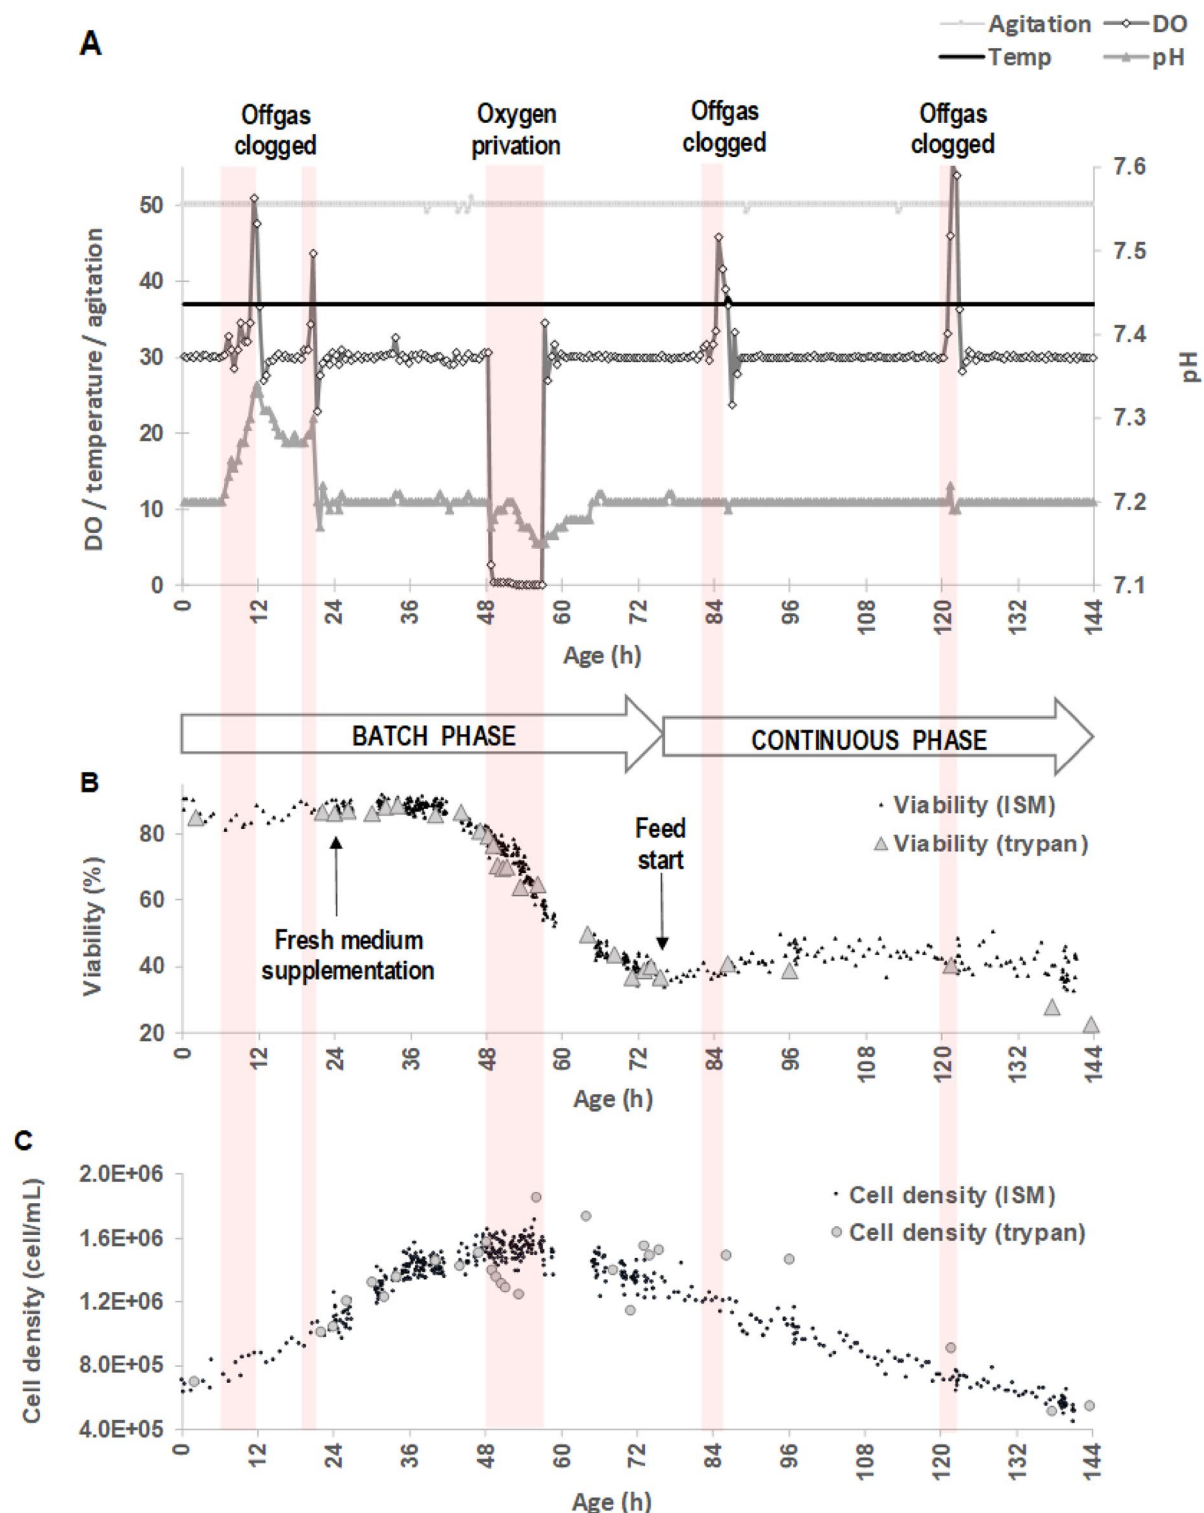 A
Agitation DO
Temp pH
Offgas clogged
Oxygen privation
Offgas clogged
Offgas clogged
DO / temperature / agitation
50
40
30
20
10
0
pH
7.6
7.5
7.4
7.3
7.2
7.1
0 12 24 36 48 60 72 84 96 108 120 132 144
Age (h)
BATCH PHASE
CONTINUOUS PHASE
B
Viability (%)
80
60
40
20
Viability (ISM)
Viability (trypan)
Feed start
Fresh medium supplementation
0 12 24 36 48 60 72 84 96 108 120 132 144
Age (h)
C
Cell density (cell/mL)
2.0E+06
1.6E+06
1.2E+06
8.0E+05
4.0E+05
Cell density (ISM)
Cell density (trypan)
0 12 24 36 48 60 72 84 96 108 120 132 144
Age (h)